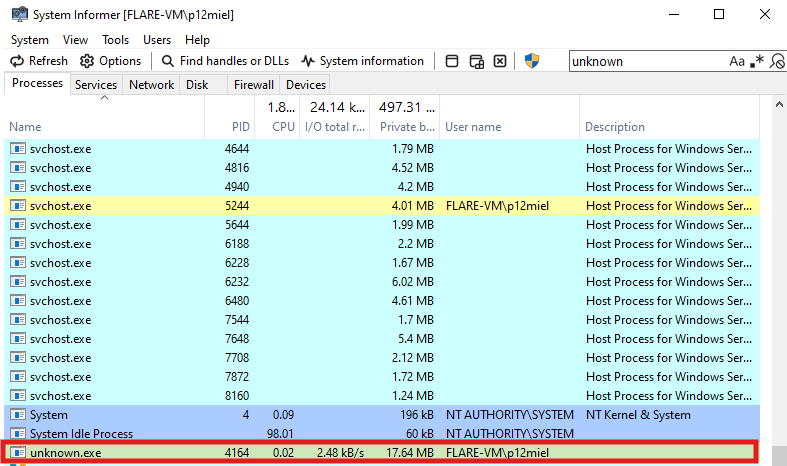 System Informer [FLARE-VM\p12miel]
System View Tools Users Help
Refresh Options Find handles or DLLs System information unknown Aa .*
Processes Services Network Disk Firewall Devices
1.8... 24.14 k... 497.31 ...
Name PID CPU I/O total r... Private b... User name Description
svchost.exe 4644 1.79 MB Host Process for Windows Ser...
svchost.exe 4816 4.52 MB Host Process for Windows Ser...
svchost.exe 4940 4.2 MB Host Process for Windows Ser...
svchost.exe 5244 4.01 MB FLARE-VM\p12miel Host Process for Windows Ser...
svchost.exe 5644 1.99 MB Host Process for Windows Ser...
svchost.exe 6188 2.2 MB Host Process for Windows Ser...
svchost.exe 6228 1.67 MB Host Process for Windows Ser...
svchost.exe 6232 6.02 MB Host Process for Windows Ser...
svchost.exe 6480 4.61 MB Host Process for Windows Ser...
svchost.exe 7544 1.7 MB Host Process for Windows Ser...
svchost.exe 7648 5.4 MB Host Process for Windows Ser...
svchost.exe 7708 2.12 MB Host Process for Windows Ser...
svchost.exe 7872 1.72 MB Host Process for Windows Ser...
svchost.exe 8160 1.24 MB Host Process for Windows Ser...
System 4 0.09 196 kB NT AUTHORITY\SYSTEM NT Kernel & System
System Idle Process 98.01 60 kB NT AUTHORITY\SYSTEM
unknown.exe 4164 0.02 2.48 kB/s 17.64 MB FLARE-VM\p12miel